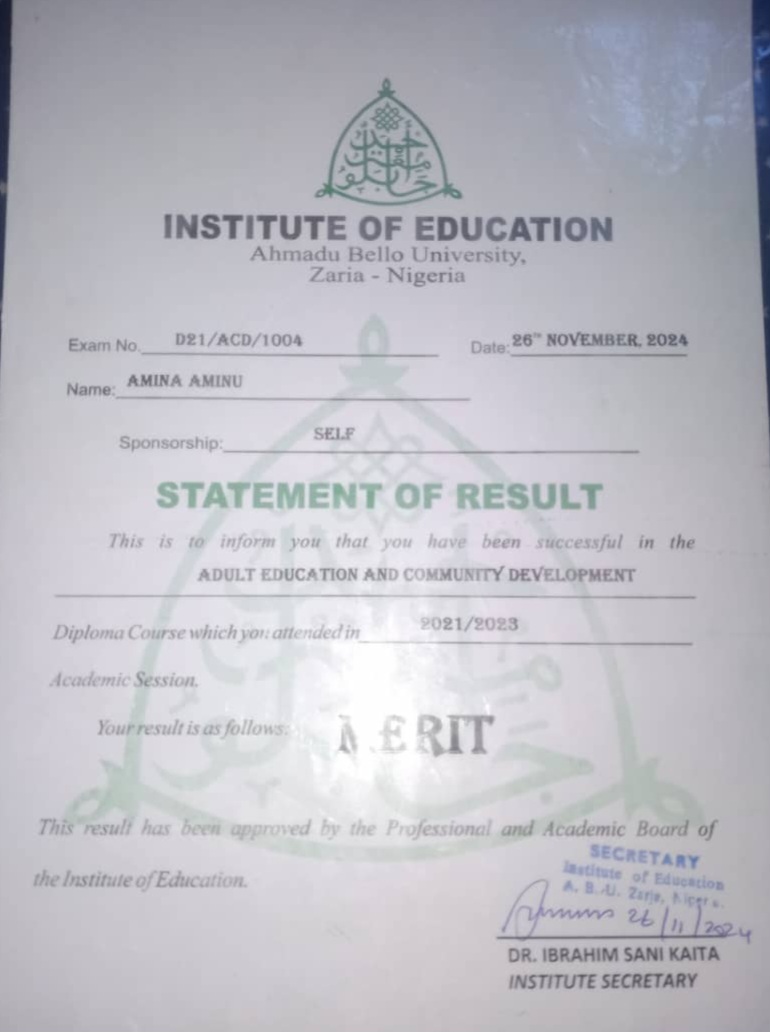 INSTITUTE OF EDUCATION
Ahmadu Bello University,
Zaria - Nigeria
Exam No. D21/ACD/1004 Date: 26TH NOVEMBER, 2024
Name: AMINA AMINU
Sponsorship: SELF
STATEMENT OF RESULT
This is to inform you that you have been successful in the
ADULT EDUCATION AND COMMUNITY DEVELOPMENT
Diploma Course which you attended in 2021/2023
Academic Session.
Your result is as follows: MERIT
This result has been approved by the Professional and Academic Board of
the Institute of Education.
SECRETARY
Institute of Education
A. B. U. Zaria, Nigeria.
26/11/2024
DR. IBRAHIM SANI KAITA
INSTITUTE SECRETARY